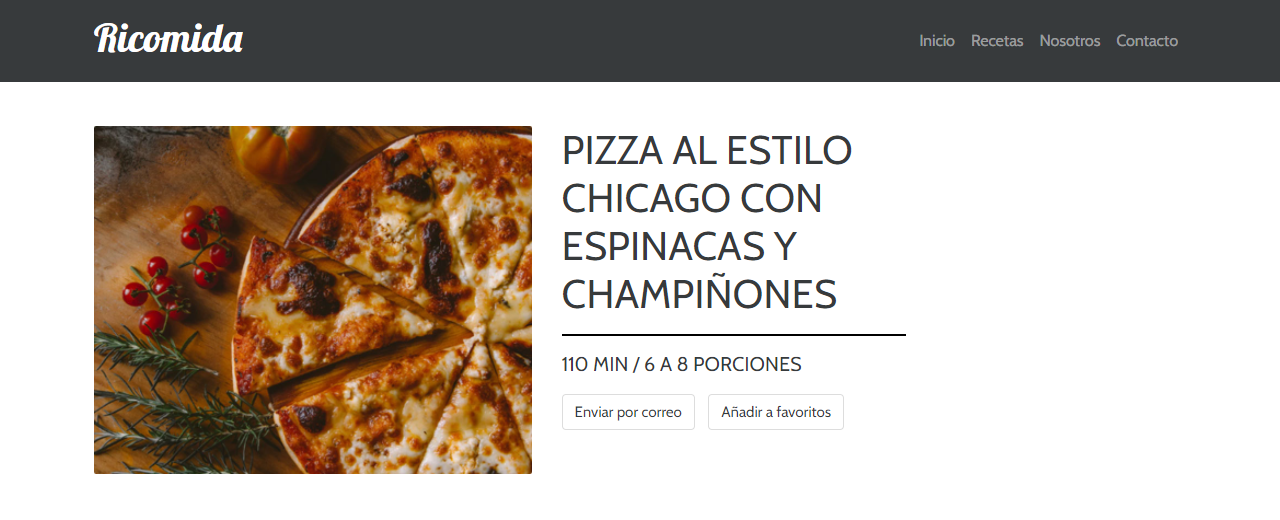 Ricomida
Inicio Recetas Nosotros Contacto
PIZZA AL ESTILO
CHICAGO CON
ESPINACAS Y
CHAMPIÑONES
110 MIN / 6 A 8 PORCIONES
Enviar por correo Añadir a favoritos